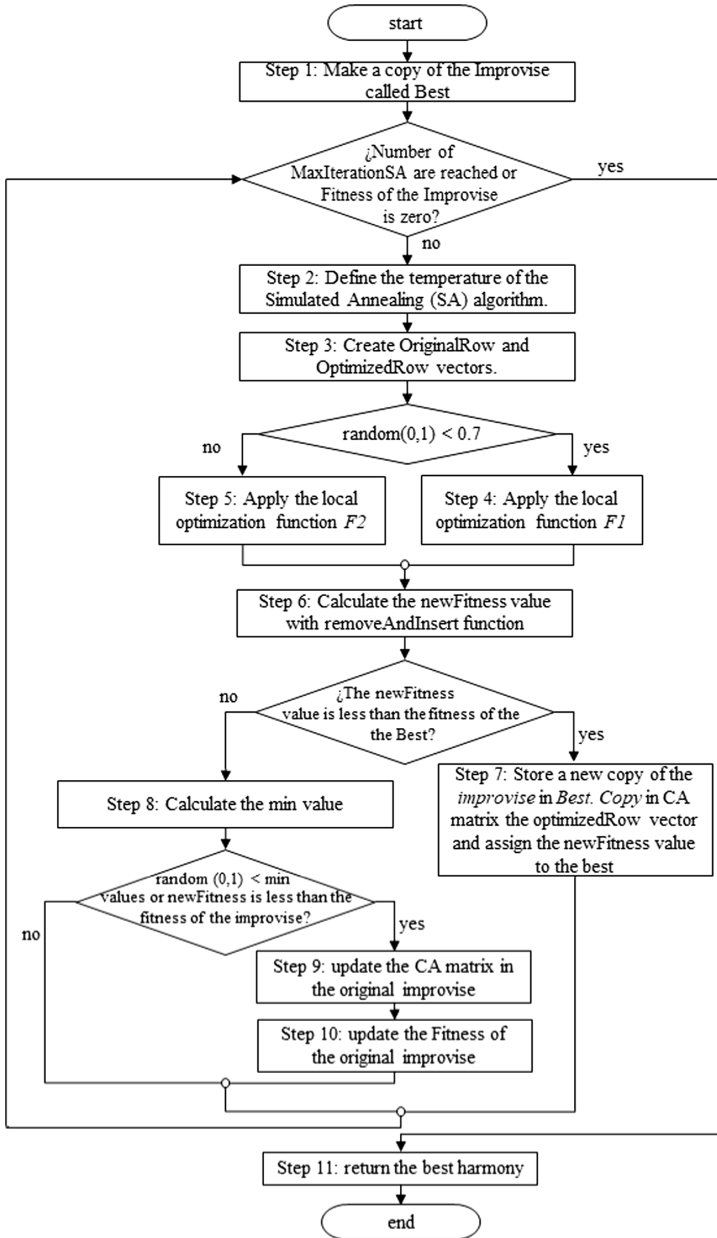 start
Step 1: Make a copy of the Improvise
called Best
¿Number of
MaxIterationSA are reached or
Fitness of the Improvise
is zero?
yes
no
Step 2: Define the temperature of the
Simulated Annealing (SA) algorithm.
Step 3: Create OriginalRow and
OptimizedRow vectors.
random(0,1) < 0.7
no
yes
Step 5: Apply the local
optimization function F2
Step 4: Apply the local
optimization function F1
Step 6: Calculate the newFitness value
with removeAndInsert function
¿The newFitness
value is less than the fitness of the
the Best?
no
yes
Step 7: Store a new copy of the
improvise in Best. Copy in CA
matrix the optimizedRow vector
and assign the newFitness value
to the best
Step 8: Calculate the min value
random (0,1) < min
values or newFitness is less than the
fitness of the improvise?
no
yes
Step 9: update the CA matrix in
the original improvise
Step 10: update the Fitness of
the original improvise
Step 11: return the best harmony
end